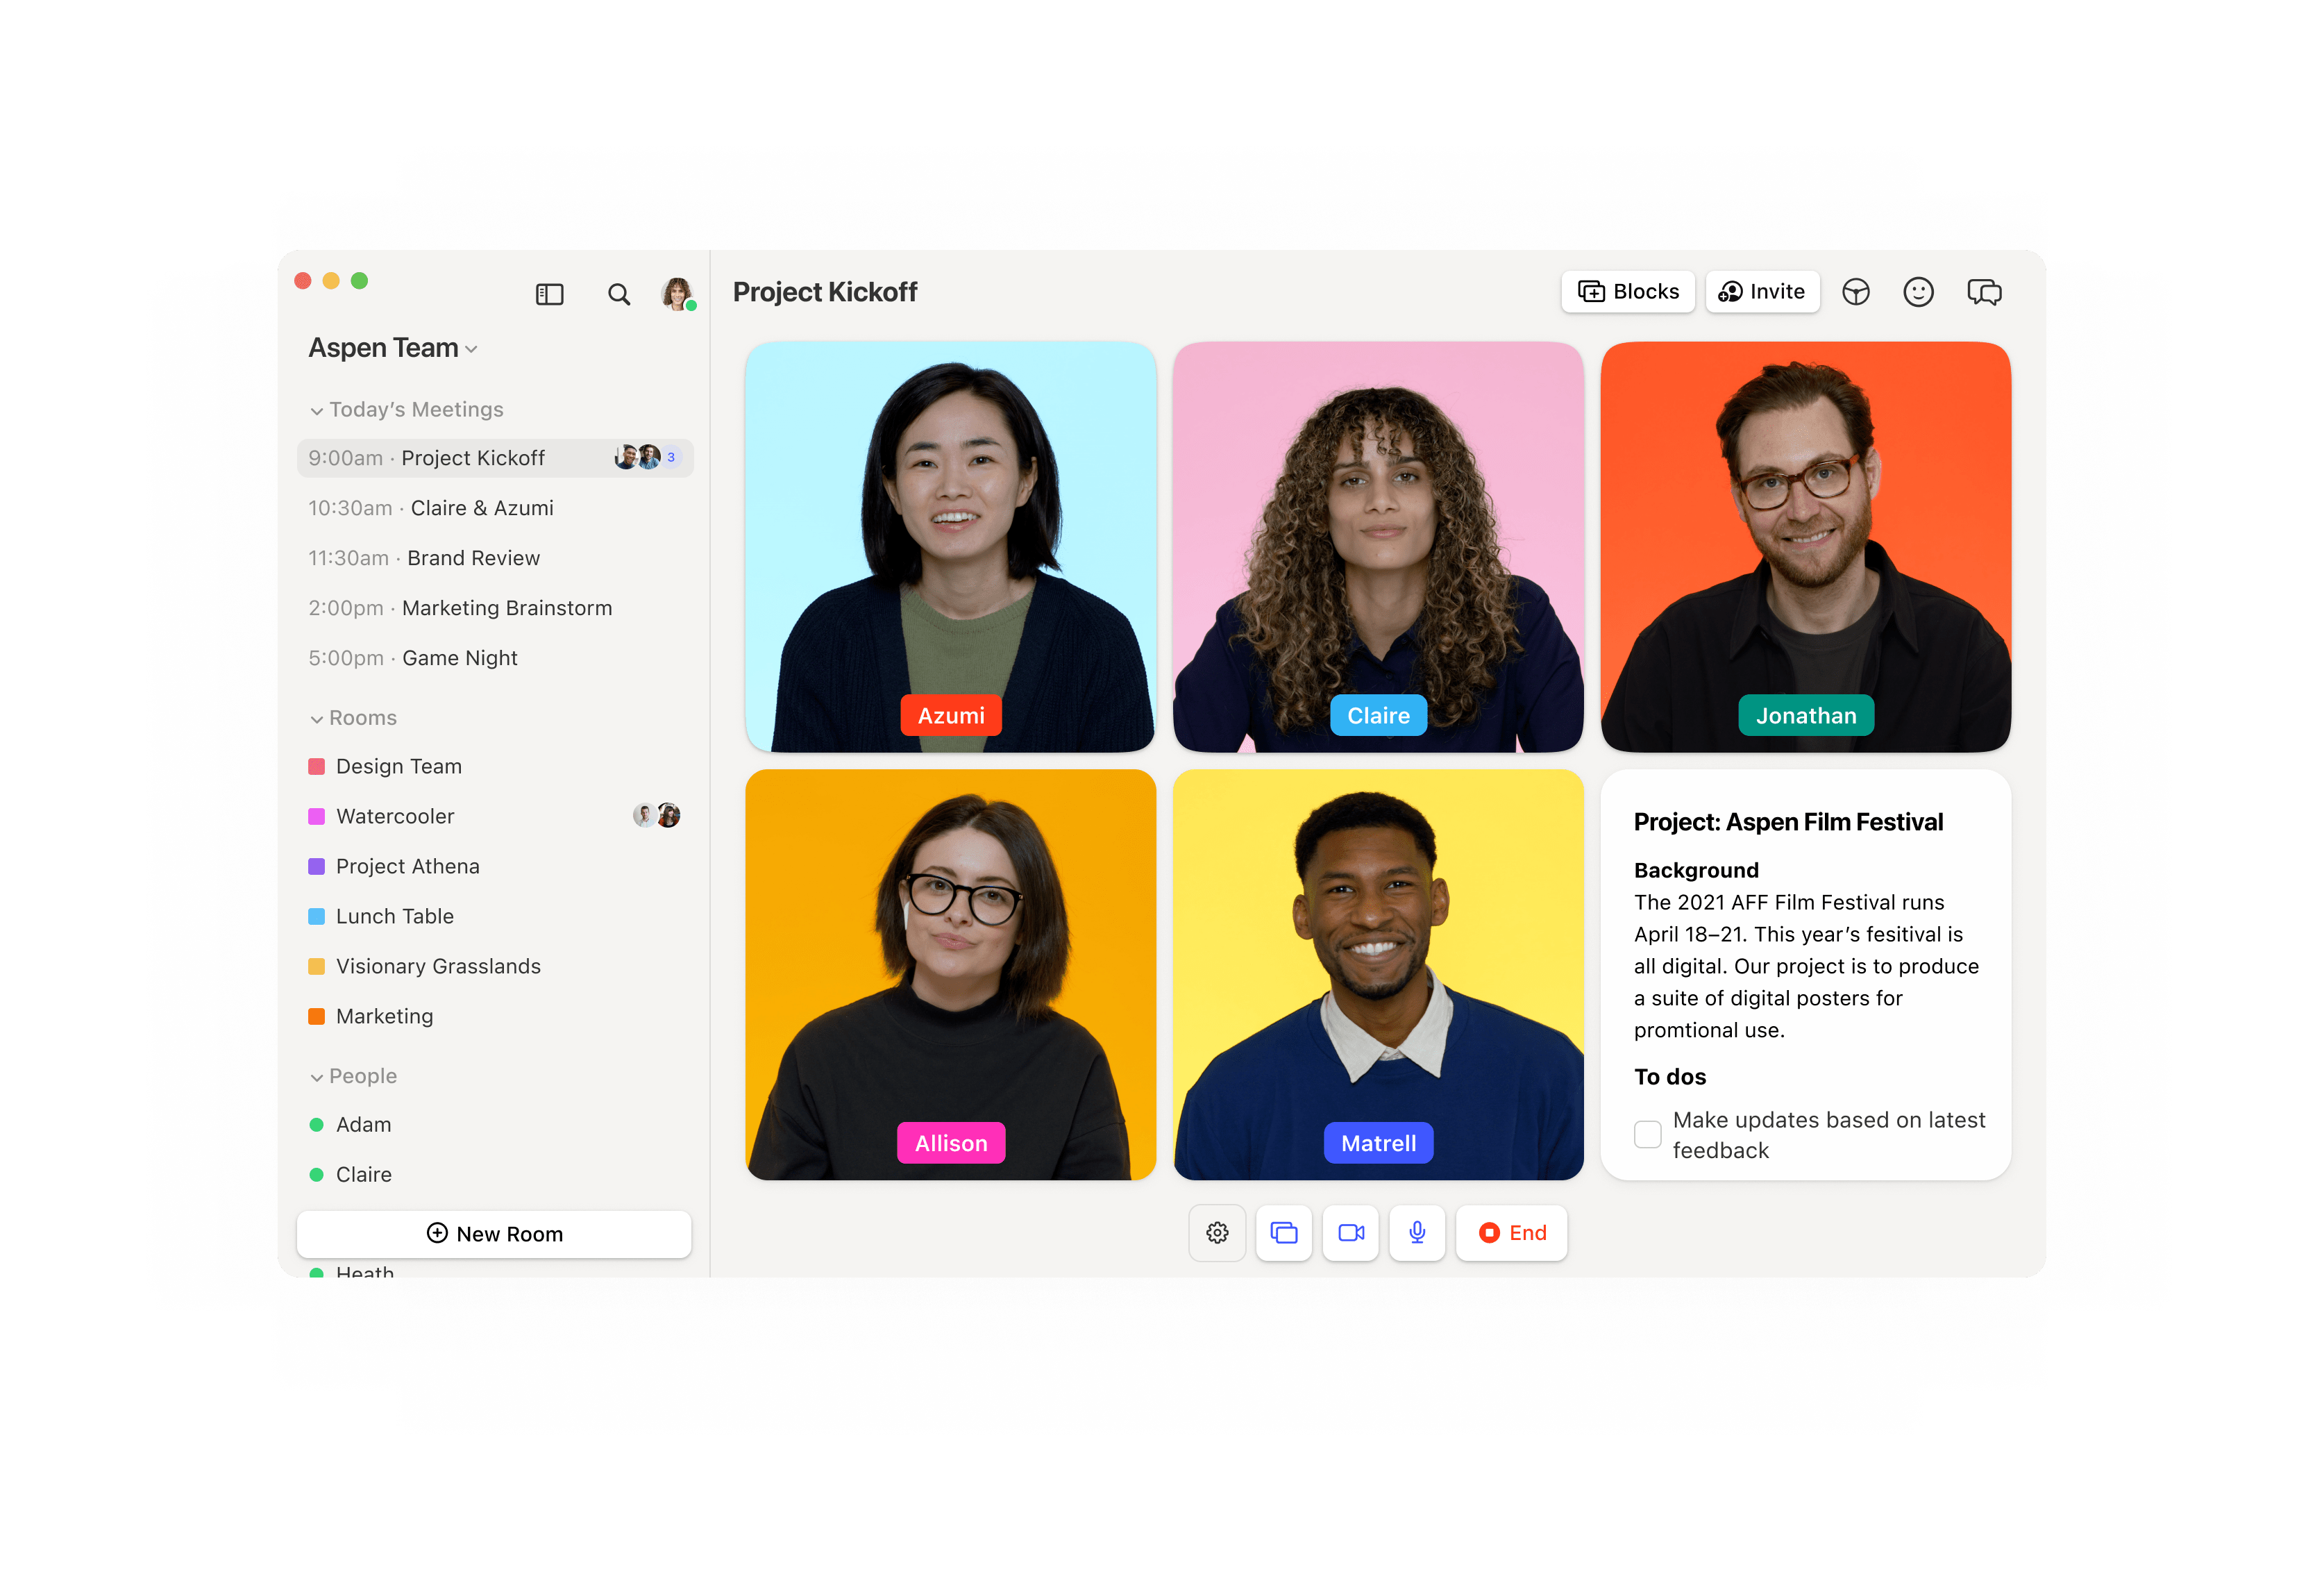 Aspen Team
Today's Meetings
9:00am · Project Kickoff 3
10:30am · Claire & Azumi
11:30am · Brand Review
2:00pm · Marketing Brainstorm
5:00pm · Game Night
Rooms
Design Team
Watercooler
Project Athena
Lunch Table
Visionary Grasslands
Marketing
People
Adam
Claire
New Room
Heath
Project Kickoff
Blocks
Invite
Azumi
Claire
Jonathan
Allison
Matrell
Project: Aspen Film Festival
Background
The 2021 AFF Film Festival runs
April 18–21. This year's fesitival is
all digital. Our project is to produce
a suite of digital posters for
promtional use.
To dos
Make updates based on latest
feedback
End